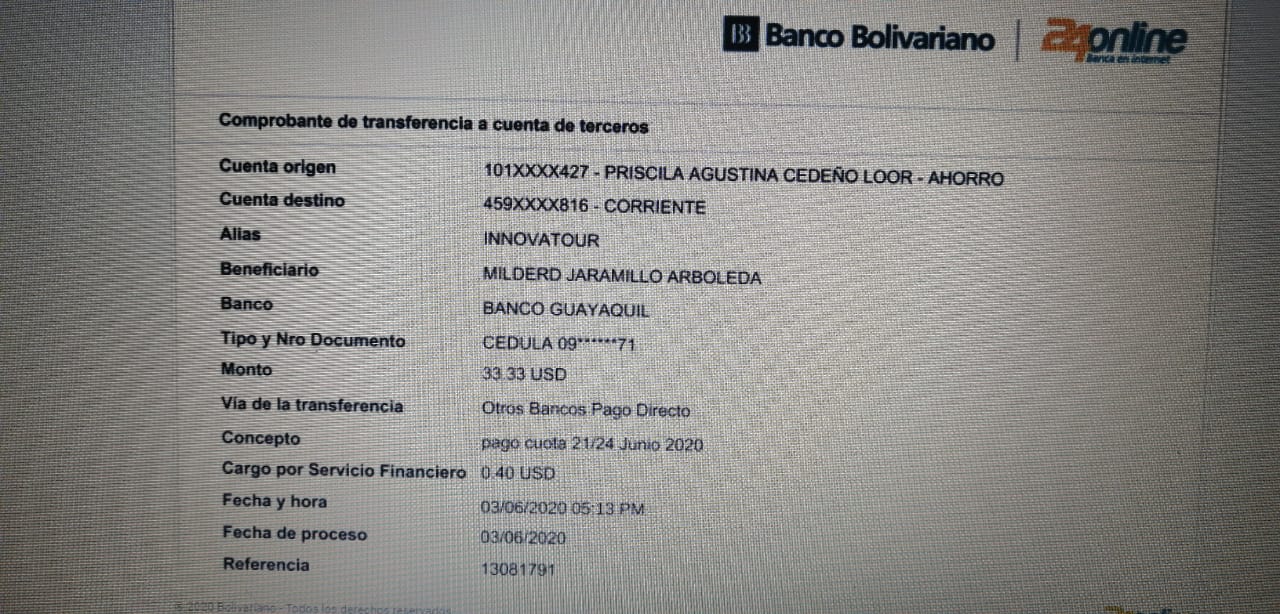 Banco Bolivariano
24online
Banca en internet
Comprobante de transferencia a cuenta de terceros
Cuenta origen 101XXXX427 - PRISCILA AGUSTINA CEDEÑO LOOR - AHORRO
Cuenta destino 459XXXX816 - CORRIENTE
Alias INNOVATOUR
Beneficiario MILDERD JARAMILLO ARBOLEDA
Banco BANCO GUAYAQUIL
Tipo y Nro Documento CEDULA 09******71
Monto 33.33 USD
Vía de la transferencia Otros Bancos Pago Directo
Concepto pago cuota 21/24 Junio 2020
Cargo por Servicio Financiero 0.40 USD
Fecha y hora 03/06/2020 05:13 PM
Fecha de proceso 03/06/2020
Referencia 13081791
© 2020 Bolivariano - Todos los derechos reservados